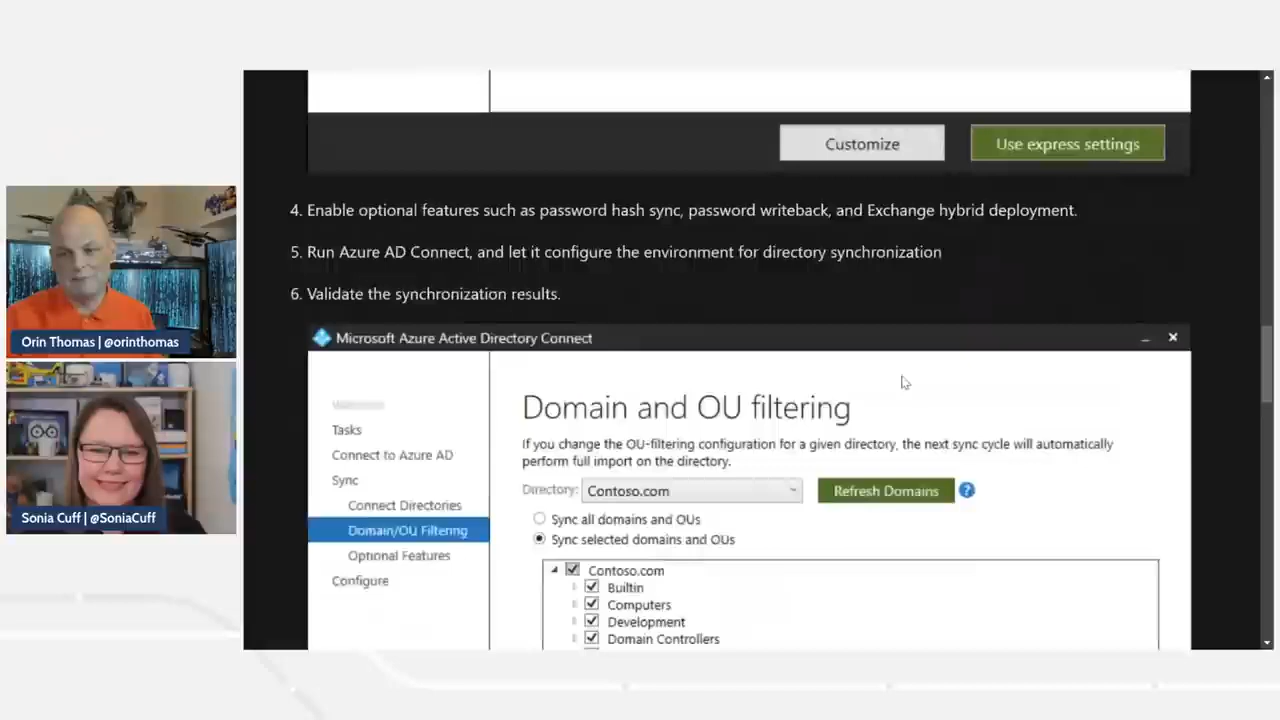 Customize
Use express settings
4. Enable optional features such as password hash sync, password writeback, and Exchange hybrid deployment.
5. Run Azure AD Connect, and let it configure the environment for directory synchronization
6. Validate the synchronization results.
Microsoft Azure Active Directory Connect
Welcome
Tasks
Connect to Azure AD
Sync
Connect Directories
Domain/OU Filtering
Optional Features
Configure
Domain and OU filtering
If you change the OU-filtering configuration for a given directory, the next sync cycle will automatically
perform full import on the directory.
Directory: Contoso.com
Refresh Domains
?
Sync all domains and OUs
Sync selected domains and OUs
Contoso.com
Builtin
Computers
Development
Domain Controllers
Orin Thomas | @orinthomas
Sonia Cuff | @SoniaCuff